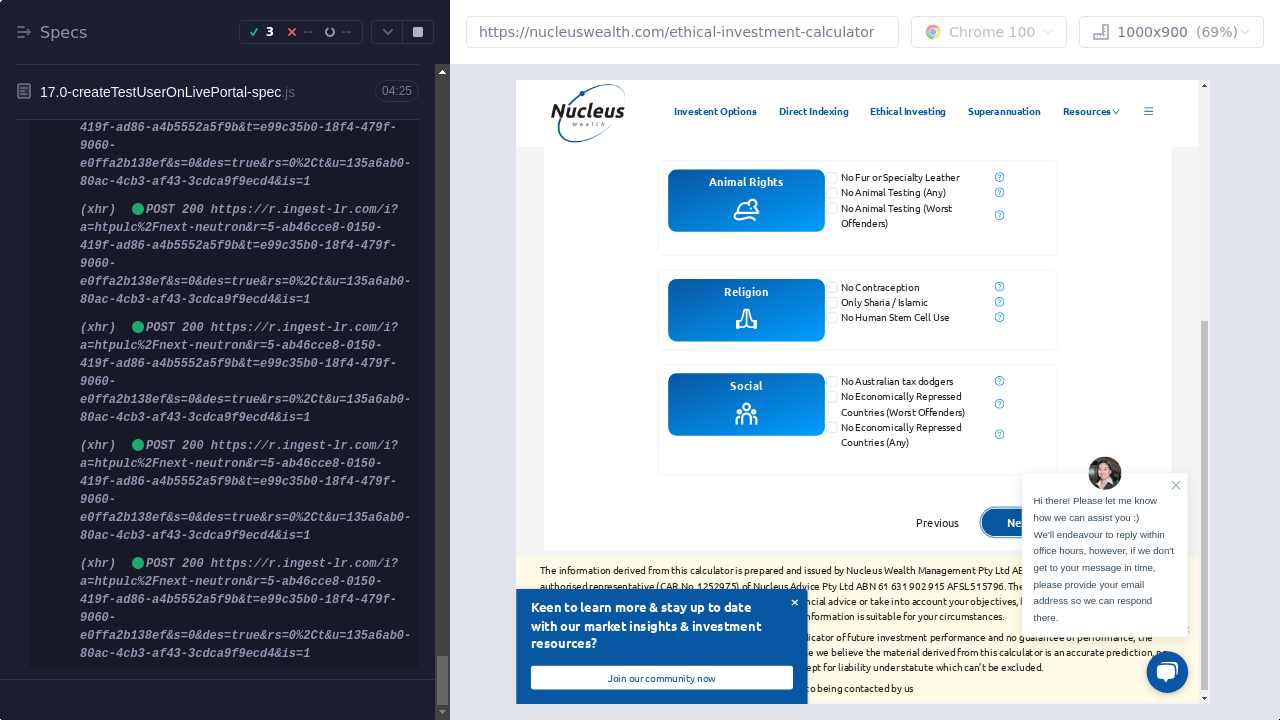 Specs
3
--
--
17.0-createTestUserOnLivePortal-spec.js
04:25
419f-ad86-a4b5552a5f9b&t=e99c35b0-18f4-479f-
9060-
e0ffa2b138ef&s=0&des=true&rs=0%2Ct&u=135a6ab0-
80ac-4cb3-af43-3cdca9f9ecd4&is=1
(xhr) POST 200 https://r.ingest-lr.com/i?
a=htpulc%2Fnext-neutron&r=5-ab46cce8-0150-
419f-ad86-a4b5552a5f9b&t=e99c35b0-18f4-479f-
9060-
e0ffa2b138ef&s=0&des=true&rs=0%2Ct&u=135a6ab0-
80ac-4cb3-af43-3cdca9f9ecd4&is=1
(xhr) POST 200 https://r.ingest-lr.com/i?
a=htpulc%2Fnext-neutron&r=5-ab46cce8-0150-
419f-ad86-a4b5552a5f9b&t=e99c35b0-18f4-479f-
9060-
e0ffa2b138ef&s=0&des=true&rs=0%2Ct&u=135a6ab0-
80ac-4cb3-af43-3cdca9f9ecd4&is=1
(xhr) POST 200 https://r.ingest-lr.com/i?
a=htpulc%2Fnext-neutron&r=5-ab46cce8-0150-
419f-ad86-a4b5552a5f9b&t=e99c35b0-18f4-479f-
9060-
e0ffa2b138ef&s=0&des=true&rs=0%2Ct&u=135a6ab0-
80ac-4cb3-af43-3cdca9f9ecd4&is=1
(xhr) POST 200 https://r.ingest-lr.com/i?
a=htpulc%2Fnext-neutron&r=5-ab46cce8-0150-
419f-ad86-a4b5552a5f9b&t=e99c35b0-18f4-479f-
9060-
e0ffa2b138ef&s=0&des=true&rs=0%2Ct&u=135a6ab0-
80ac-4cb3-af43-3cdca9f9ecd4&is=1
https://nucleuswealth.com/ethical-investment-calculator
Chrome 100
1000x900 (69%)
Nucleus
Wealth
Investent Options
Direct Indexing
Ethical Investing
Superannuation
Resources
Animal Rights
No Fur or Specialty Leather
No Animal Testing (Any)
No Animal Testing (Worst
Offenders)
Religion
No Contraception
Only Sharia / Islamic
No Human Stem Cell Use
Social
No Australian tax dodgers
No Economically Repressed
Countries (Worst Offenders)
No Economically Repressed
Countries (Any)
Previous
Hi there! Please let me know
how we can assist you :)
We'll endeavour to reply within
office hours, however, if we don't
get to your message in time,
please provide your email
address so we can respond
there.
The information derived from this calculator is prepared and issued by Nucleus Wealth Management Pty Ltd
authorised representative (CAR No. 1252975) of Nucleus Advice Pty Ltd ABN 61 631 902 915 AFSL 515796.
advice or take into account your objectives,
information is suitable for your circumstances.
of future investment performance and no guarantee of performance, the
we believe the material derived from this calculator is an accurate prediction,
for liability under statute which can't be excluded.
to being contacted by us
Keen to learn more & stay up to date
with our market insights & investment
resources?
Join our community now